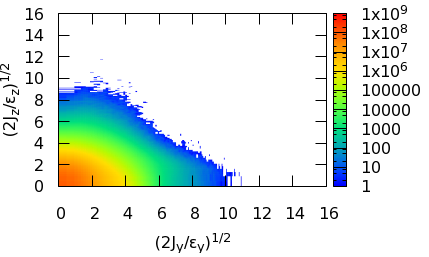 16
14
12
10
8
6
4
2
0
(2J_z/ε_z)^{1/2}
0 2 4 6 8 10 12 14 16
(2J_y/ε_y)^{1/2}
1x10^9
1x10^8
1x10^7
1x10^6
100000
10000
1000
100
10
1